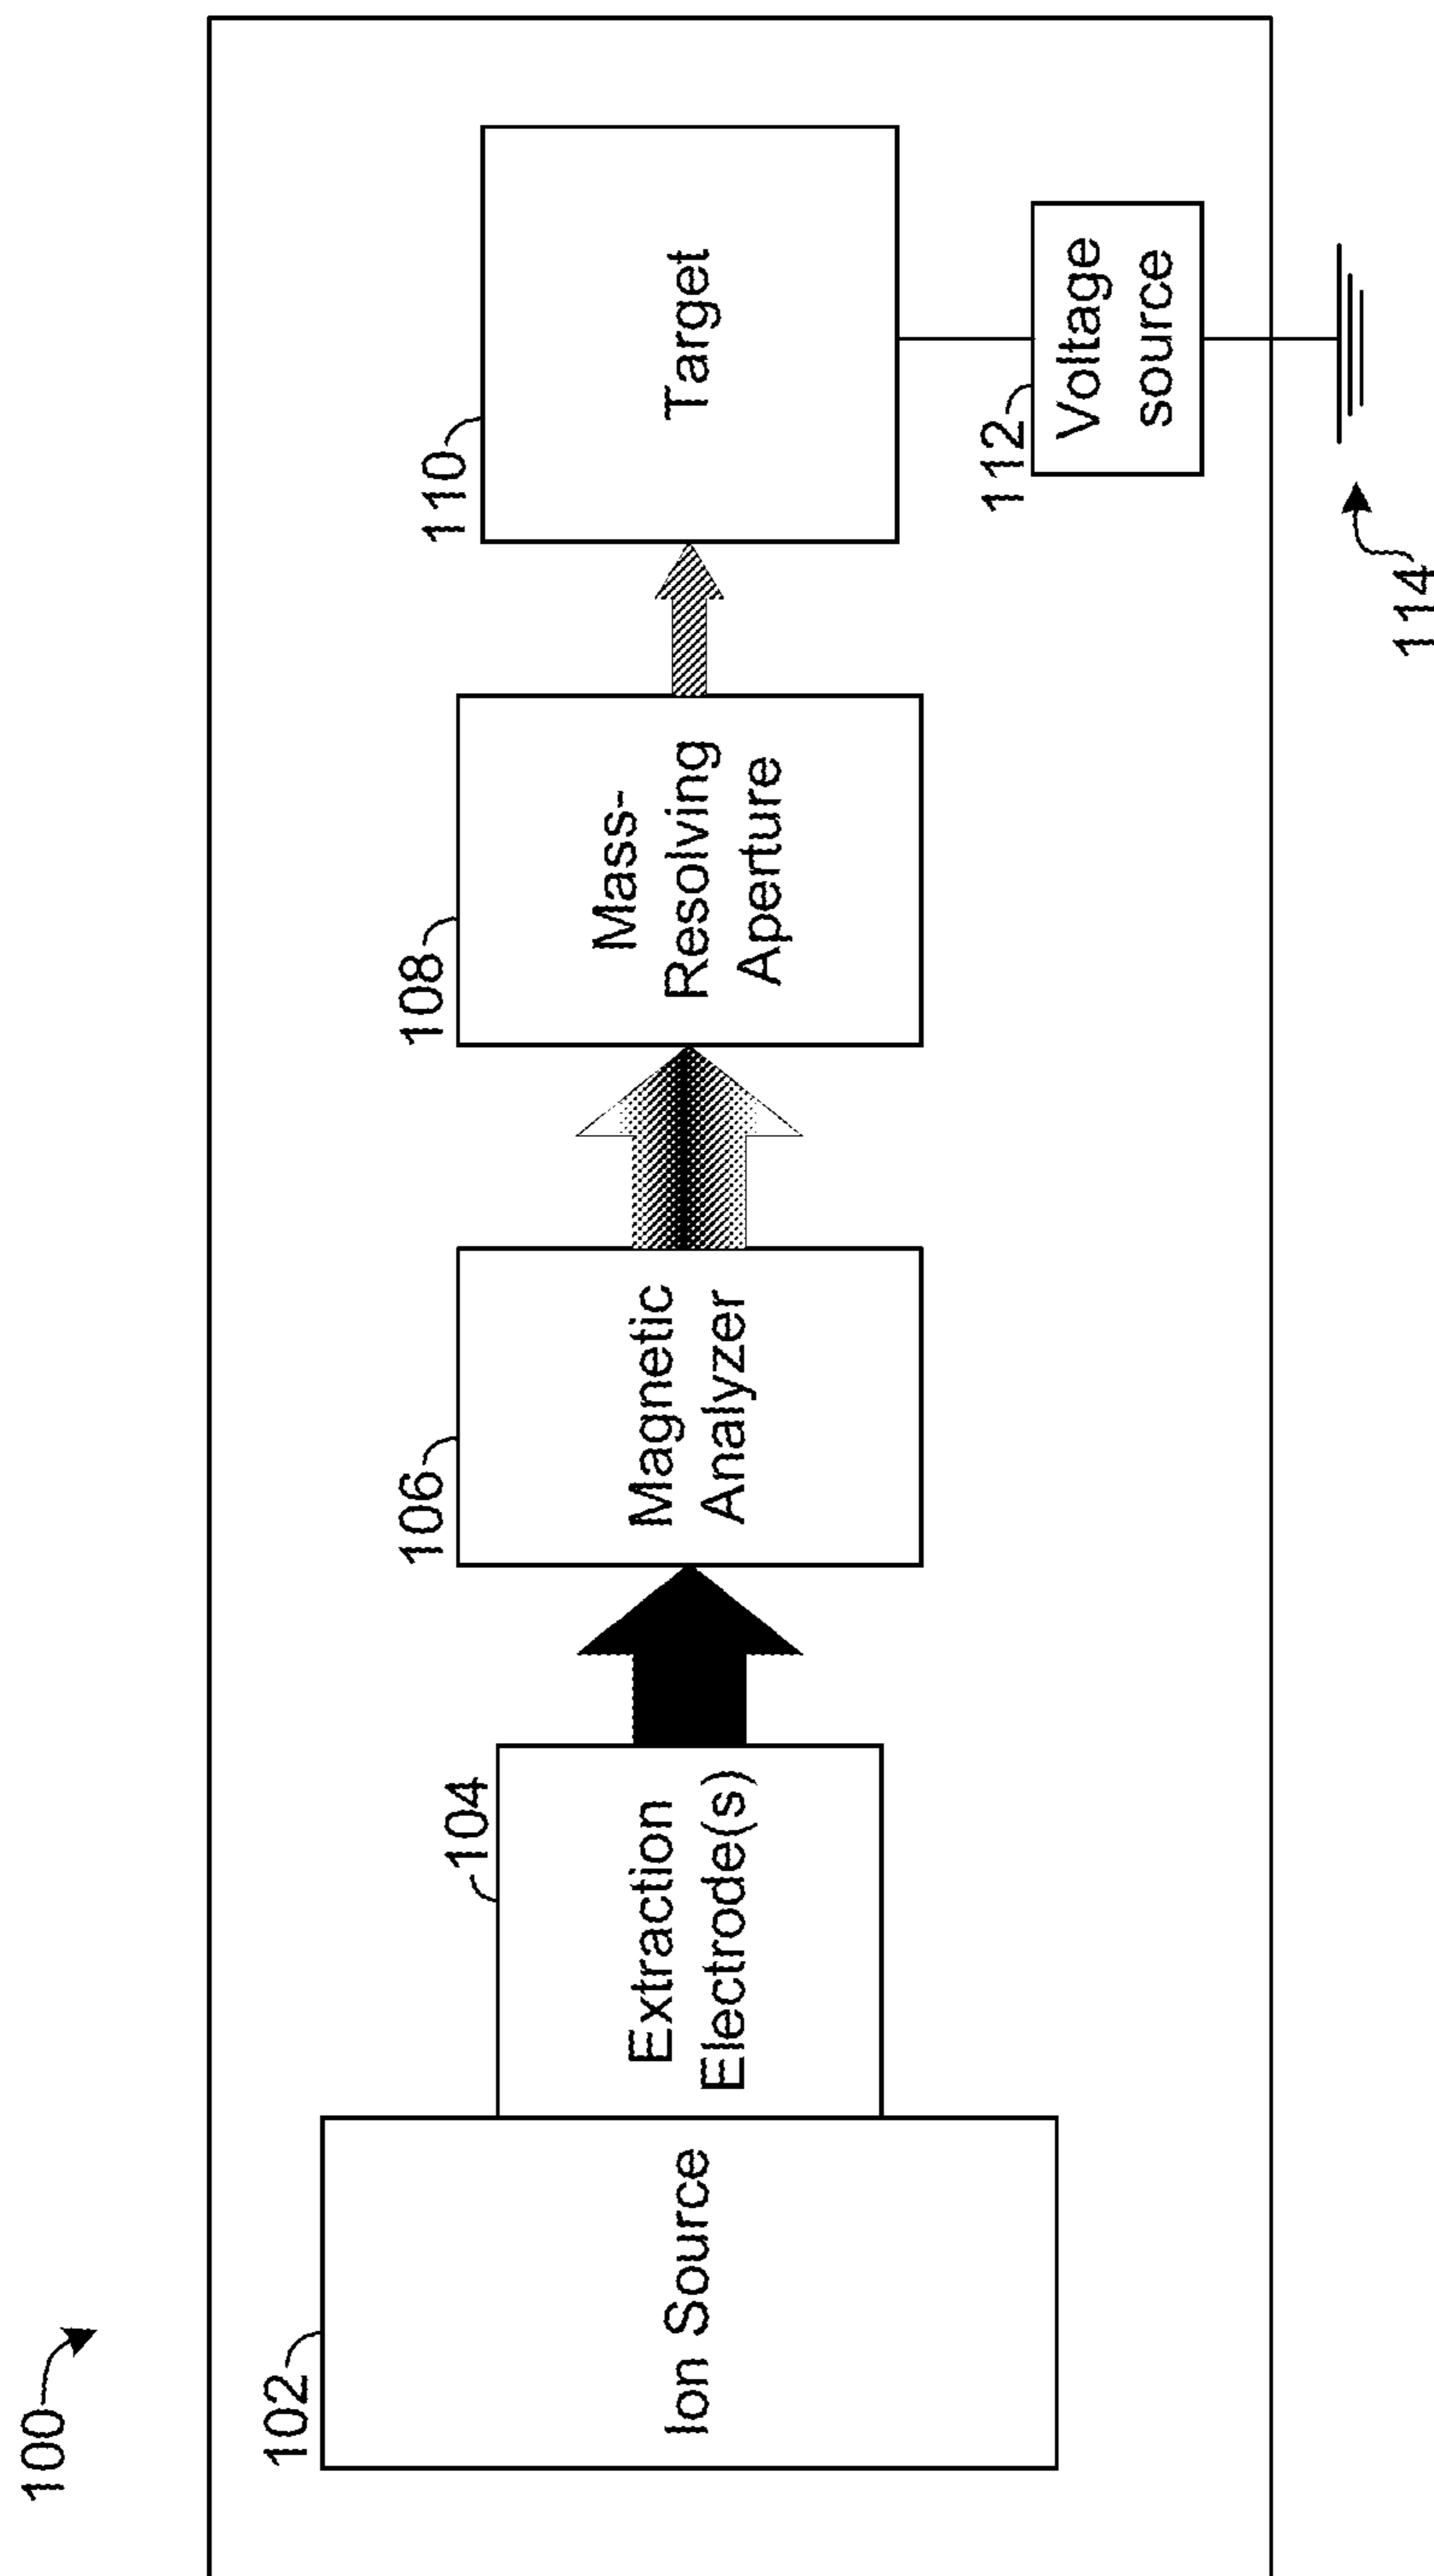 100
102
Ion Source
104
Extraction
Electrode(s)
106
Magnetic
Analyzer
108
Mass-
Resolving
Aperture
110
Target
112
Voltage
source
114